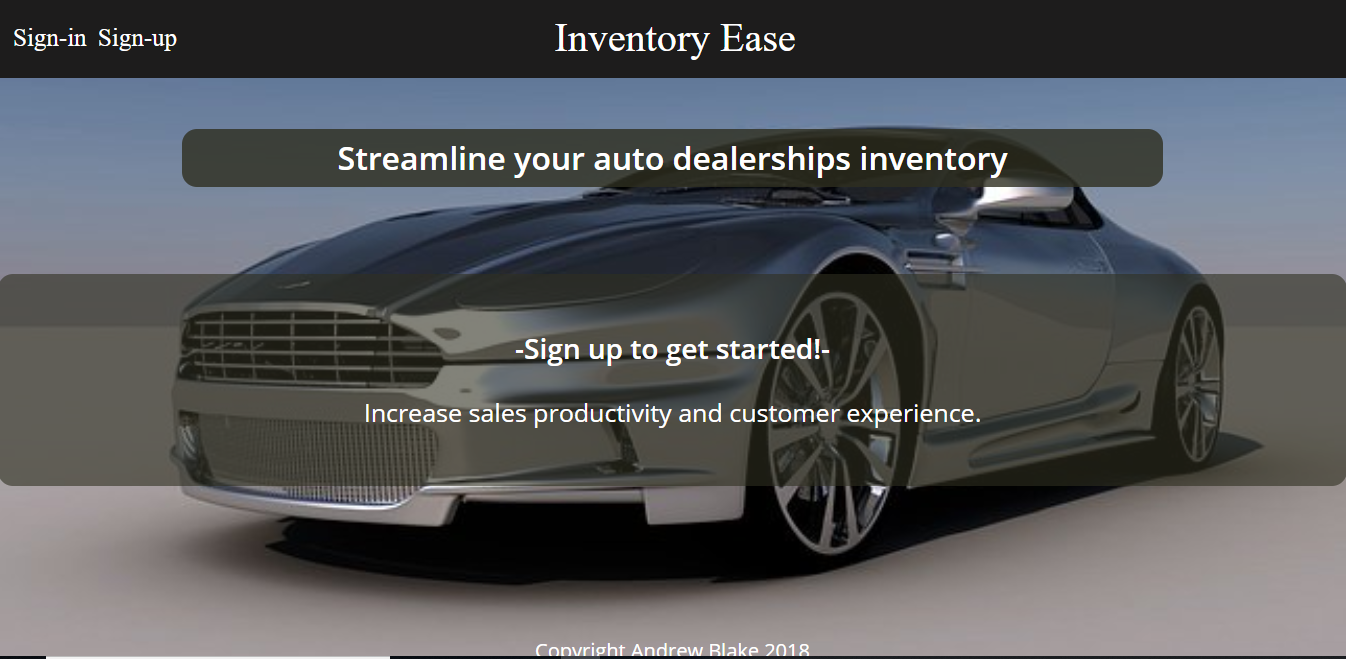 Sign-in Sign-up
Inventory Ease
Streamline your auto dealerships inventory
-Sign up to get started!-
Increase sales productivity and customer experience.
Copyright Andrew Blake 2018